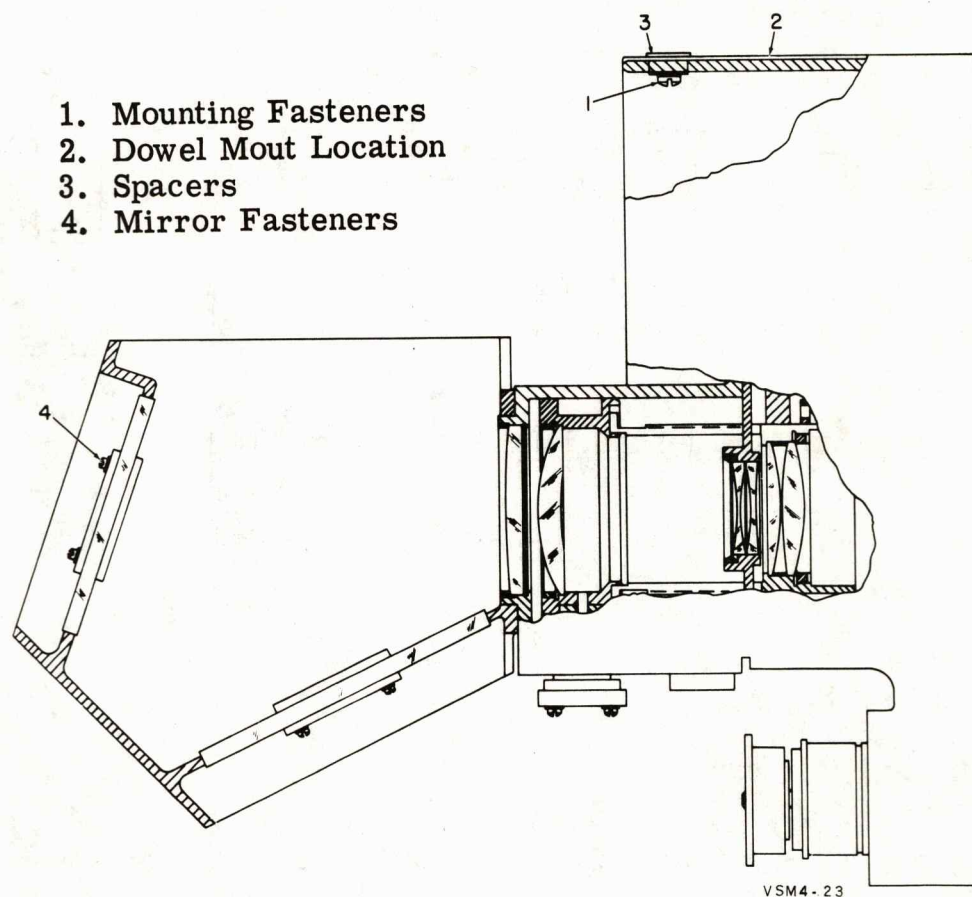 3
2
1
1. Mounting Fasteners
2. Dowel Mout Location
3. Spacers
4. Mirror Fasteners
4
VSM4-23